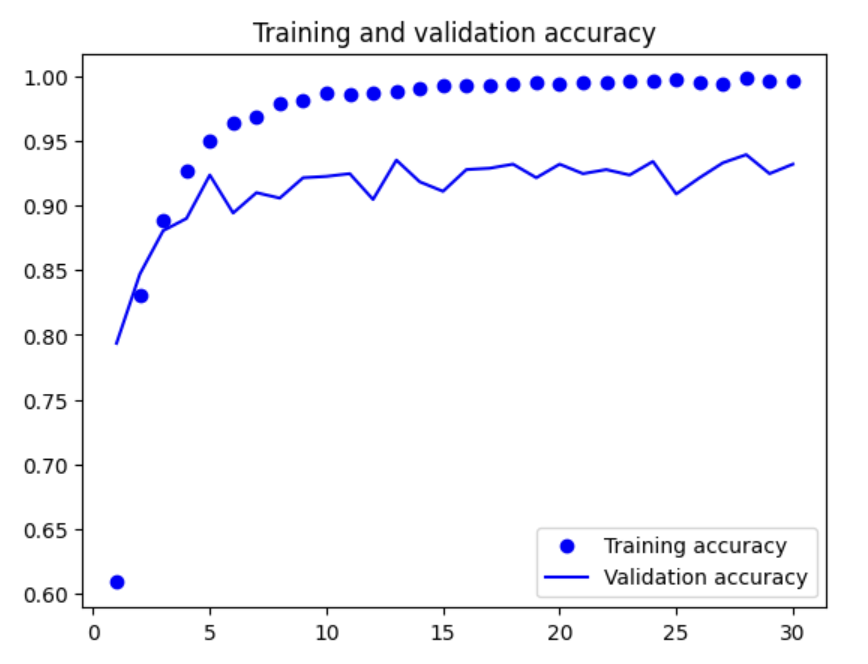 Training and validation accuracy
1.00
0.95
0.90
0.85
0.80
0.75
0.70
0.65
0.60
Training accuracy
Validation accuracy
0 5 10 15 20 25 30